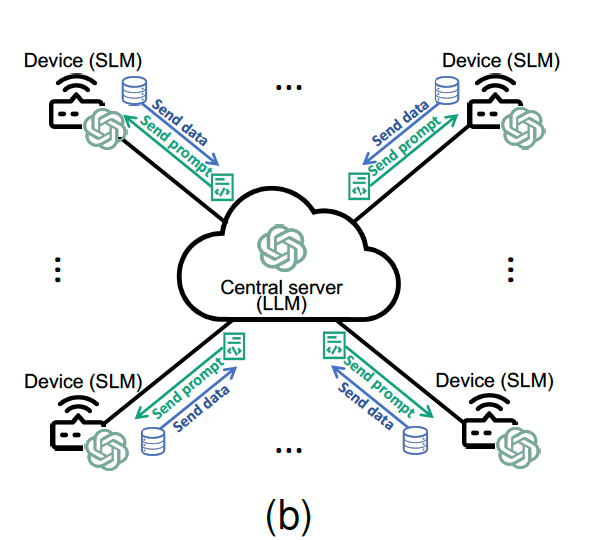 Device (SLM)
Device (SLM)
...
Send data
Send prompt
Send data
Send prompt
Central server
(LLM)
Device (SLM)
Device (SLM)
Send prompt
Send data
Send prompt
Send data
...
(b)